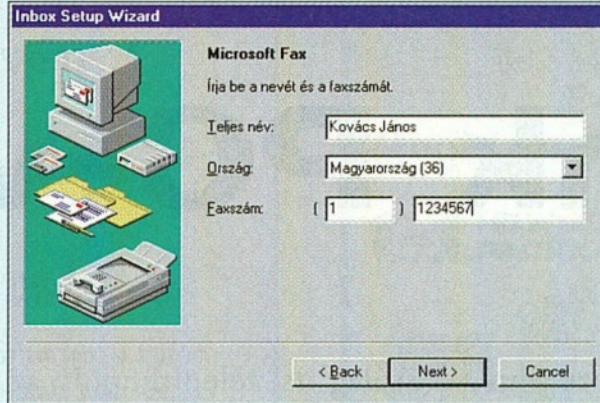 Inbox Setup Wizard
Microsoft Fax
Írja be a nevét és a faxszámát.
Teljes név: Kovács János
Ország: Magyarország (36)
Faxszám: ( 1 ) 1234567
< Back Next > Cancel